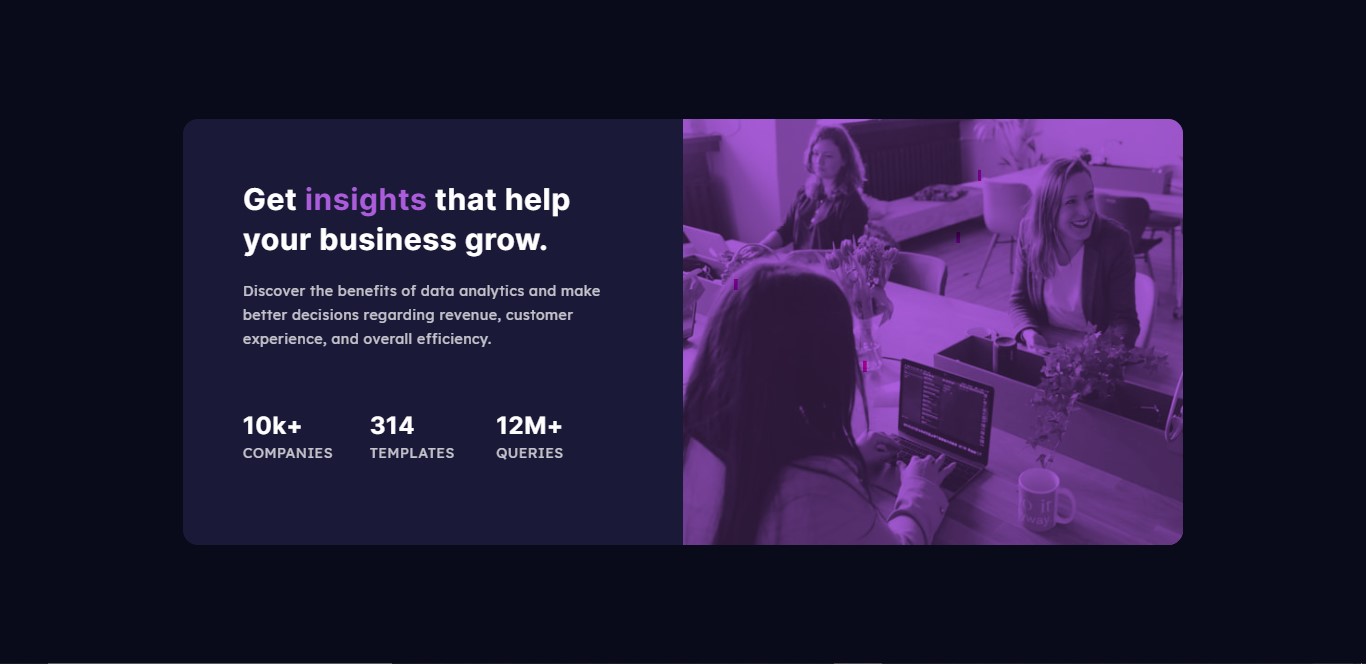 Get insights that help
your business grow.
Discover the benefits of data analytics and make
better decisions regarding revenue, customer
experience, and overall efficiency.
10k+ 314 12M+
COMPANIES TEMPLATES QUERIES